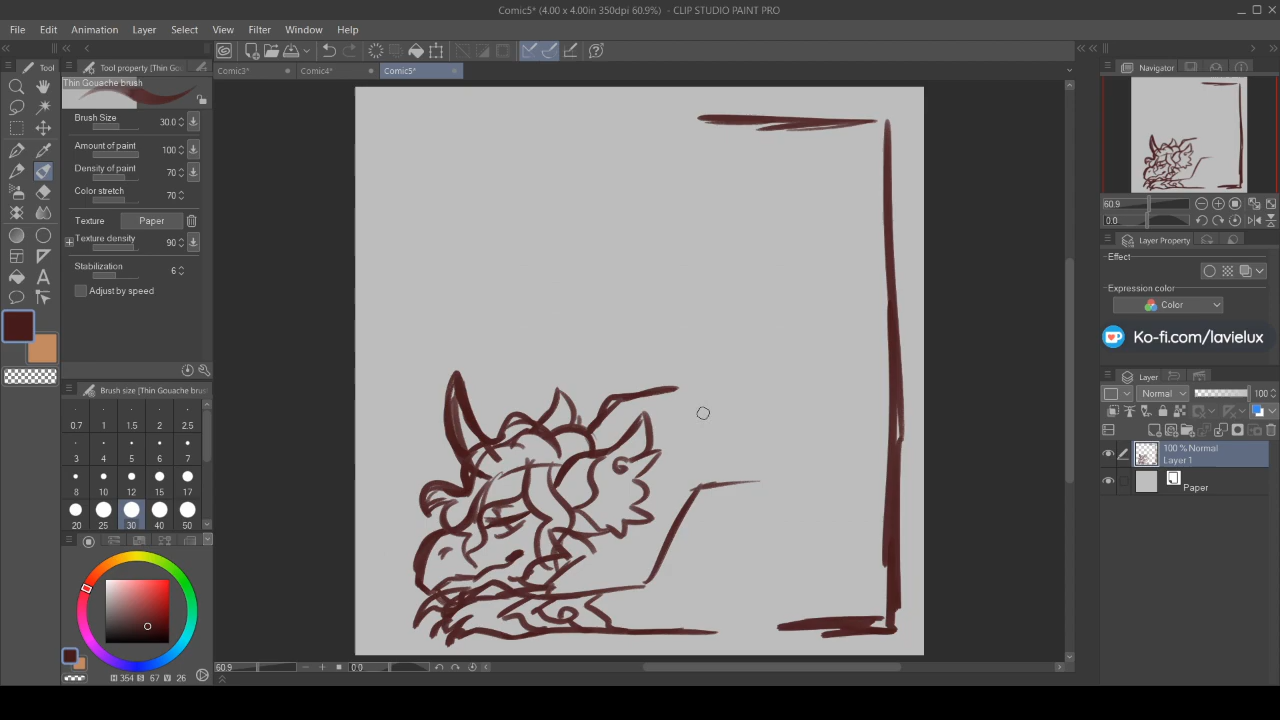 Comic5* (4.00 x 4.00in 350dpi 60.9%) - CLIP STUDIO PAINT PRO
File Edit Animation Layer Select View Filter Window Help
Comic3* Comic4* Comic5*
Tool
Tool property [Thin Go
Thin Gouache brush
Brush Size 30.0
Amount of paint 100
Density of paint 70
Color stretch 70
Texture Paper
Texture density 90
Stabilization 6
Adjust by speed
Brush size [Thin Gouache brush]
0.7 1 1.5 2 2.5
3 4 5 6 7
8 10 12 15 17
20 25 30 40 50
H 354 S 67 V 26
60.9 0.0
Navigator
60.9
0.0
Layer Property
Effect
Expression color
Color
Ko-fi.com/lavielux
Layer
Normal 100
100 % Normal
Layer 1
Paper